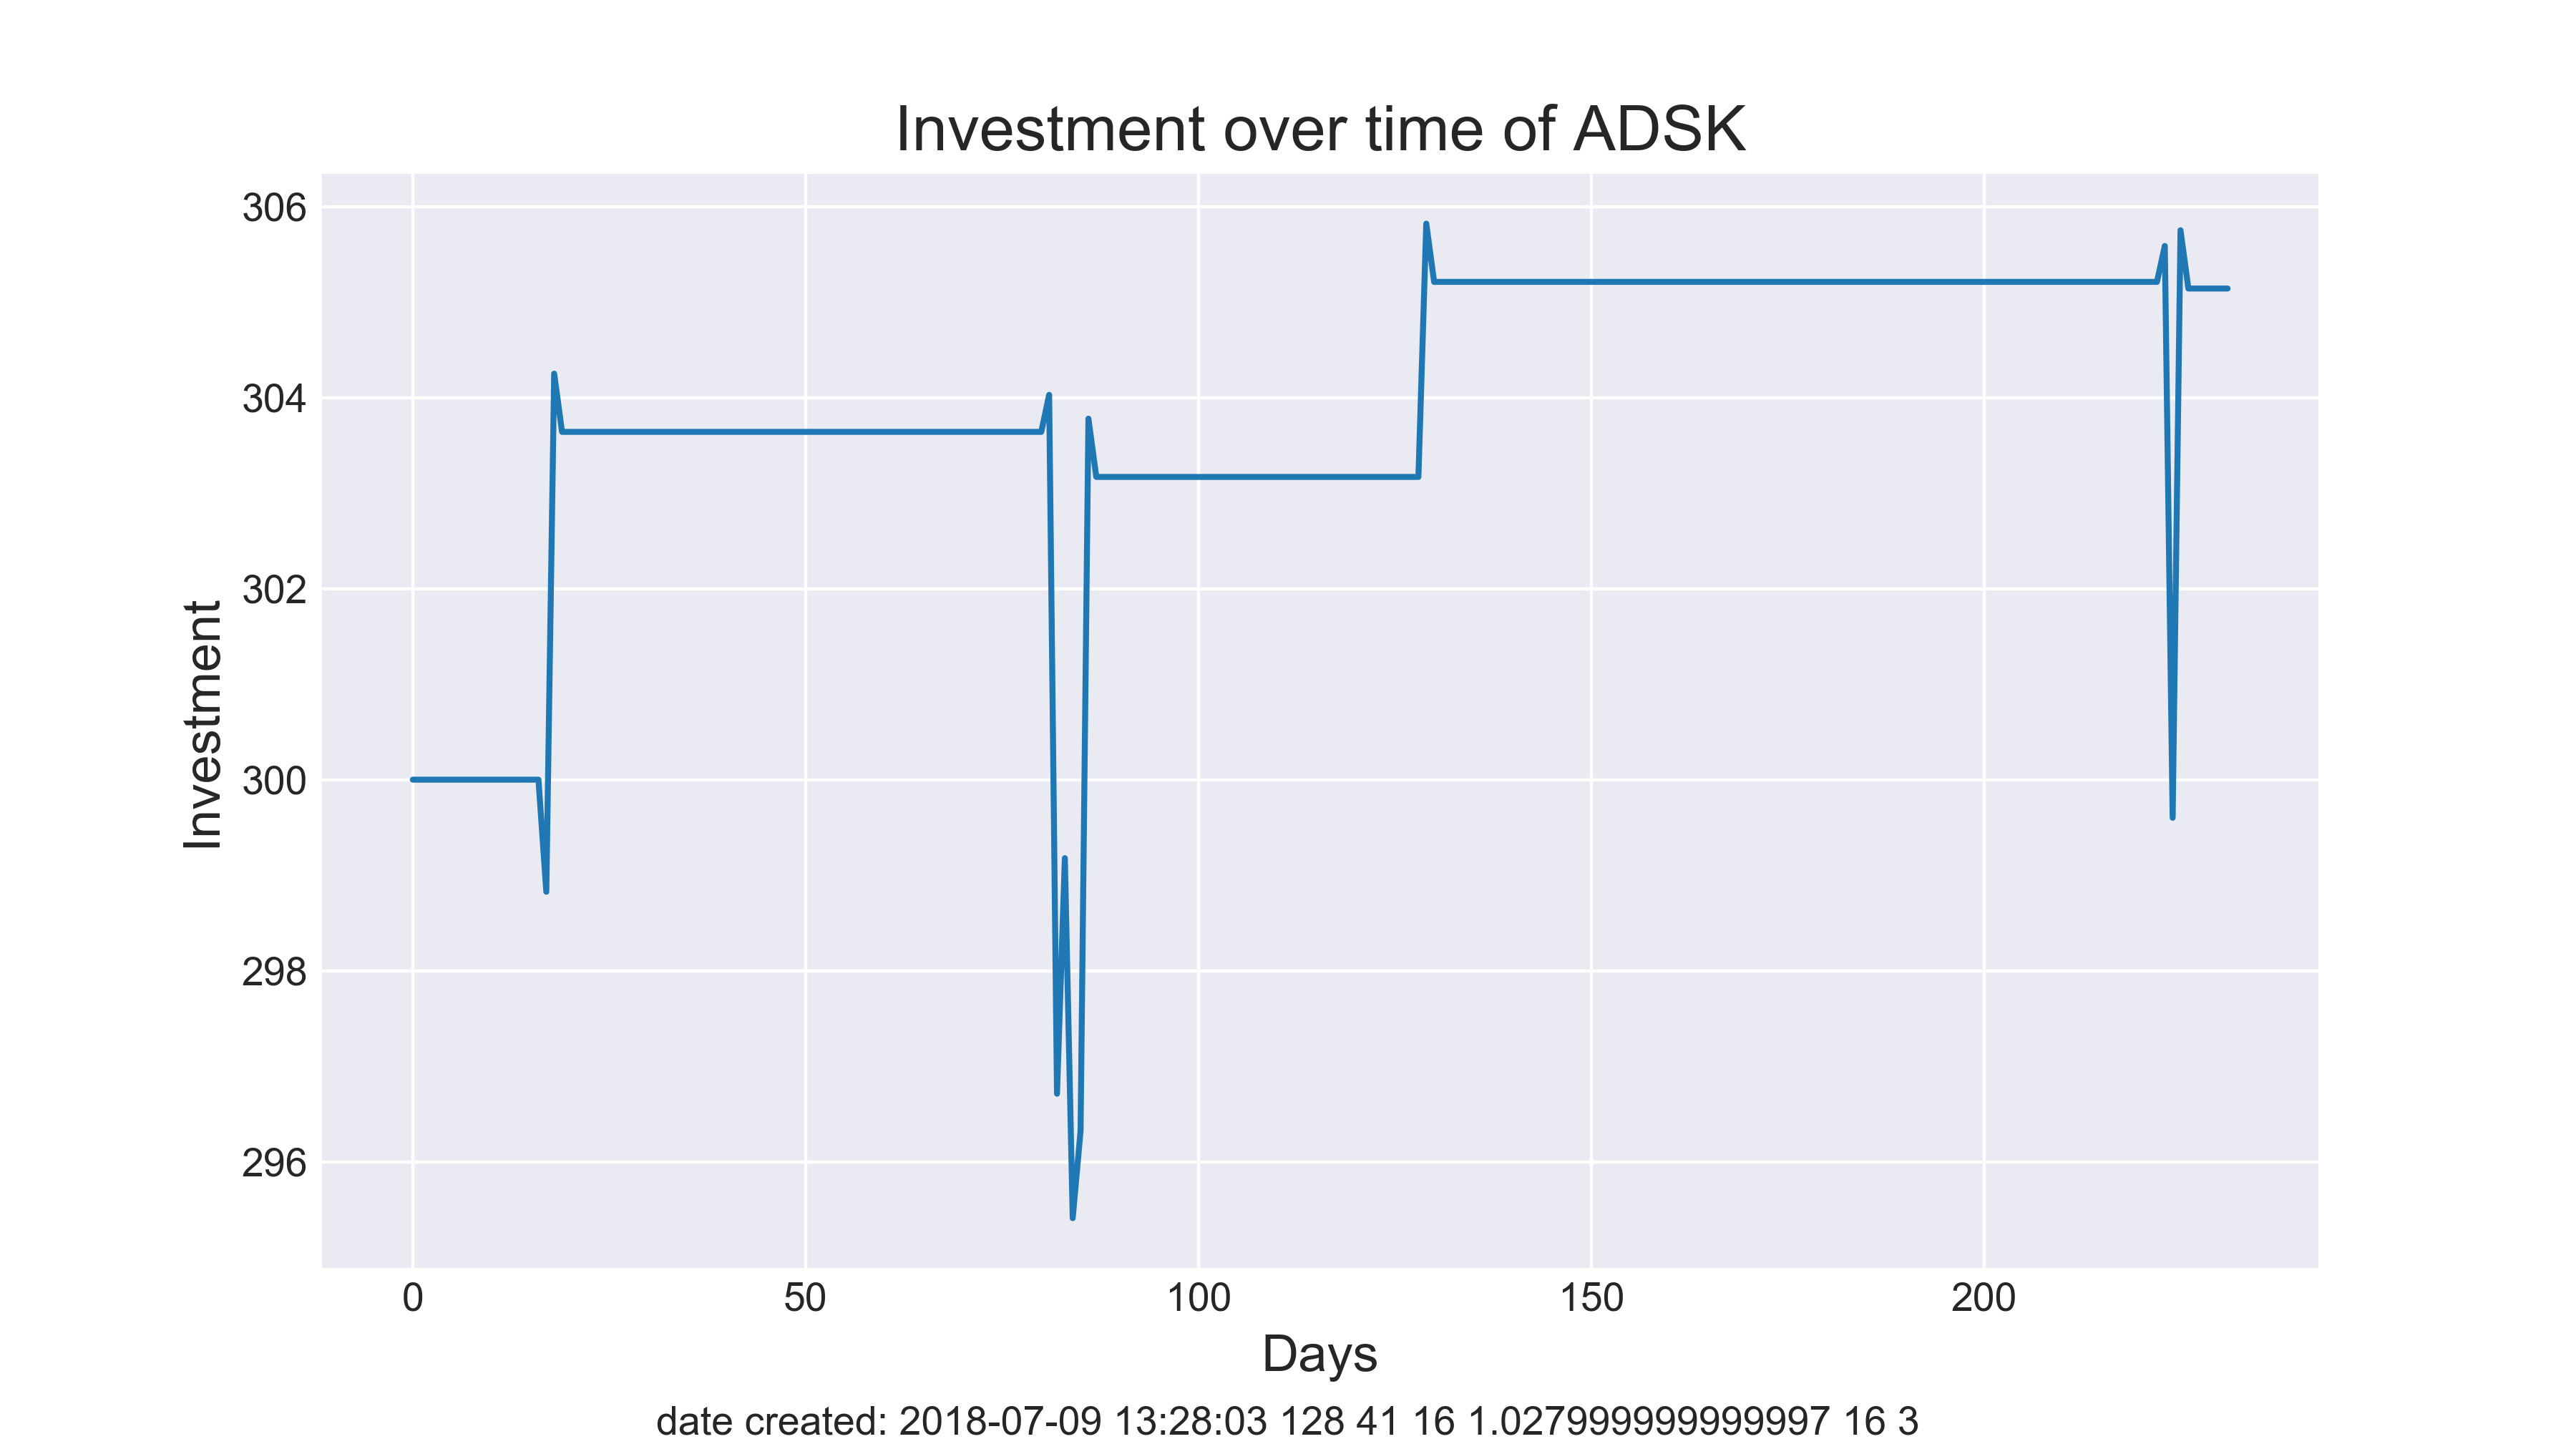 Investment over time of ADSK
306
304
302
300
298
296
Investment
0 50 100 150 200
Days
date created: 2018-07-09 13:28:03 128 41 16 1.027999999999997 16 3